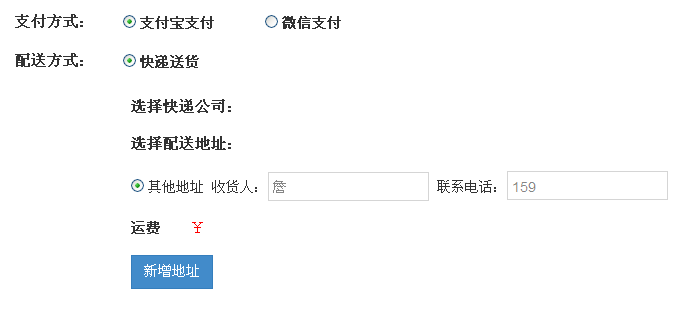 支付方式： 支付宝支付 微信支付
配送方式： 快递送货
选择快递公司：
选择配送地址：
其他地址 收货人： 詹 联系电话： 159
运费 ￥
新增地址